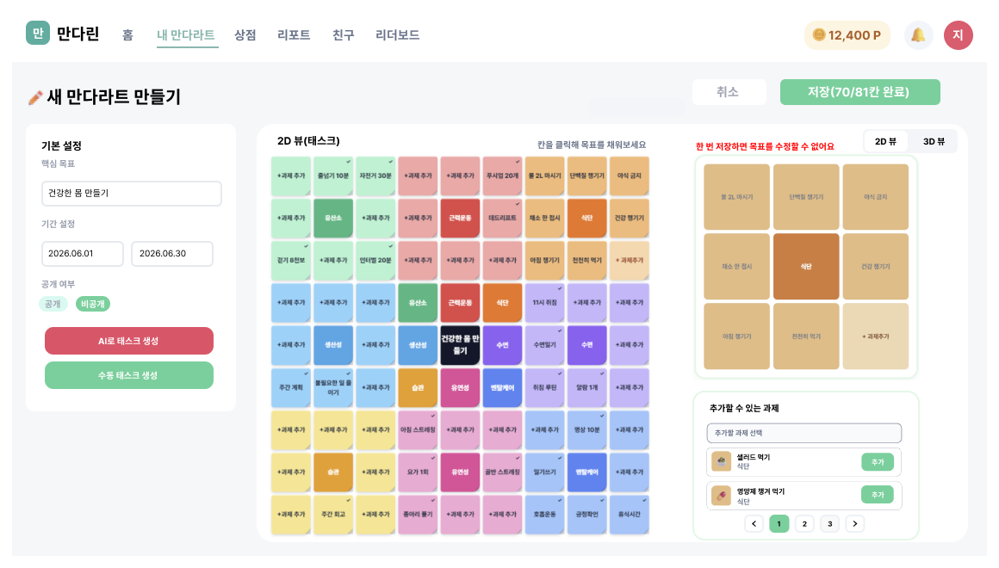 만 만다린 홈 내 만다라트 상점 리포트 친구 리더보드 12,400 P 지
새 만다라트 만들기
취소 저장(70/81칸 완료)
기본 설정
핵심 목표
건강한 몸 만들기
기간 설정
2026.06.01 2026.06.30
공개 여부
공개 비공개
AI로 태스크 생성
수동 태스크 생성
2D 뷰(태스크) 칸을 클릭해 목표를 채워보세요
+과제 추가 줄넘기 10분 자전거 30분 +과제 추가 +과제 추가 푸시업 20개 물 2L 마시기 단백질 챙기기 야식 금지
+과제 추가 유산소 +과제 추가 +과제 추가 근력운동 데드리프트 채소 한 접시 식단 건강 챙기기
걷기 8천보 +과제 추가 인터벌 20분 +과제 추가 +과제 추가 +과제 추가 아침 챙기기 천천히 먹기 + 과제추가
+과제 추가 +과제 추가 +과제 추가 유산소 근력운동 식단 11시 취침 +과제 추가 +과제 추가
+과제 추가 생산성 +과제 추가 생산성 건강한 몸 만
들기 수면 수면일기 수면 +과제 추가
주간 계획 불필요한 일 줄
이기 +과제 추가 습관 유연성 멘탈케어 취침 루틴 알람 1개 +과제 추가
+과제 추가 +과제 추가 +과제 추가 아침 스트레칭 +과제 추가 +과제 추가 +과제 추가 명상 10분 +과제 추가
+과제 추가 습관 +과제 추가 요가 1회 유연성 골반 스트레칭 일기쓰기 멘탈케어 +과제 추가
+과제 추가 주간 회고 +과제 추가 종아리 풀기 +과제 추가 +과제 추가 호흡운동 긍정확언 휴식시간
한 번 저장하면 목표를 수정할 수 없어요 2D 뷰 3D 뷰
물 2L 마시기 단백질 챙기기 야식 금지
채소 한 접시 식단 건강 챙기기
아침 챙기기 천천히 먹기 + 과제추가
추가할 수 있는 과제
추가할 과제 선택
샐러드 먹기
식단
추가
영양제 챙겨 먹기
식단
추가
< 1 2 3 >